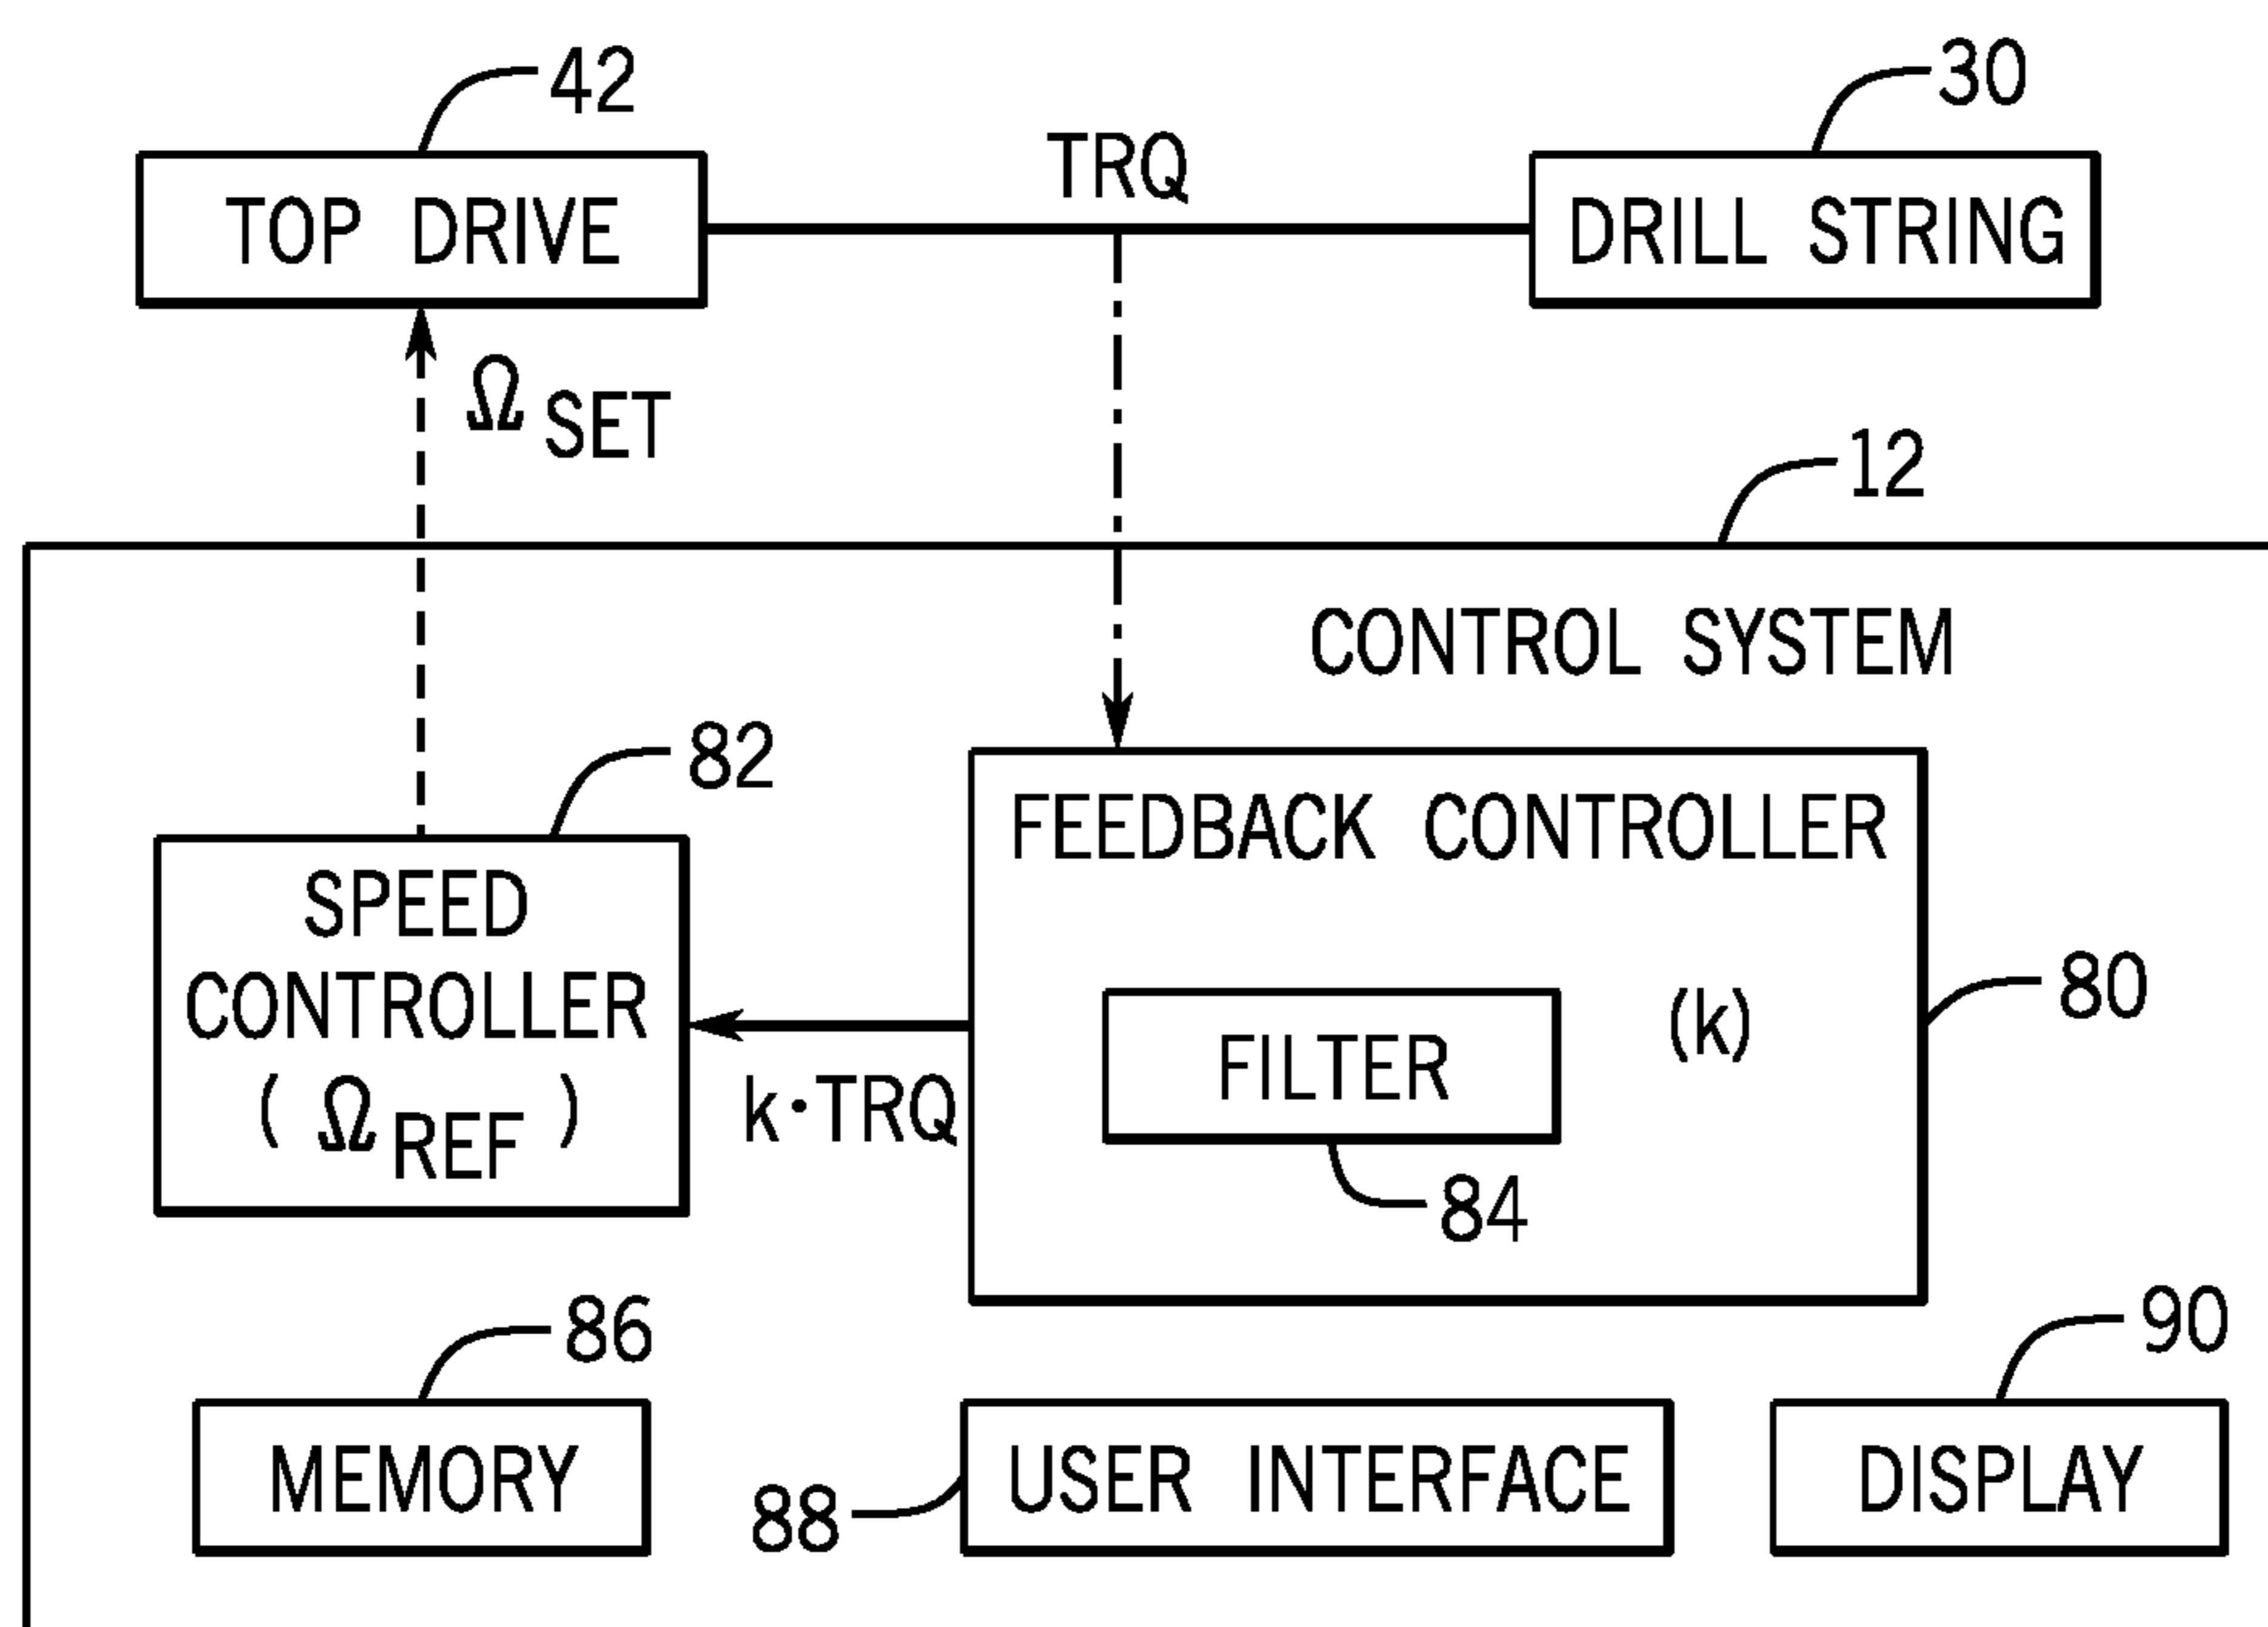 42
30
TRQ
TOP DRIVE
DRILL STRING
Ω SET
12
CONTROL SYSTEM
82
FEEDBACK CONTROLLER
SPEED
CONTROLLER
( Ω REF )
80
(k)
FILTER
k·TRQ
84
86
90
MEMORY
88
USER INTERFACE
DISPLAY